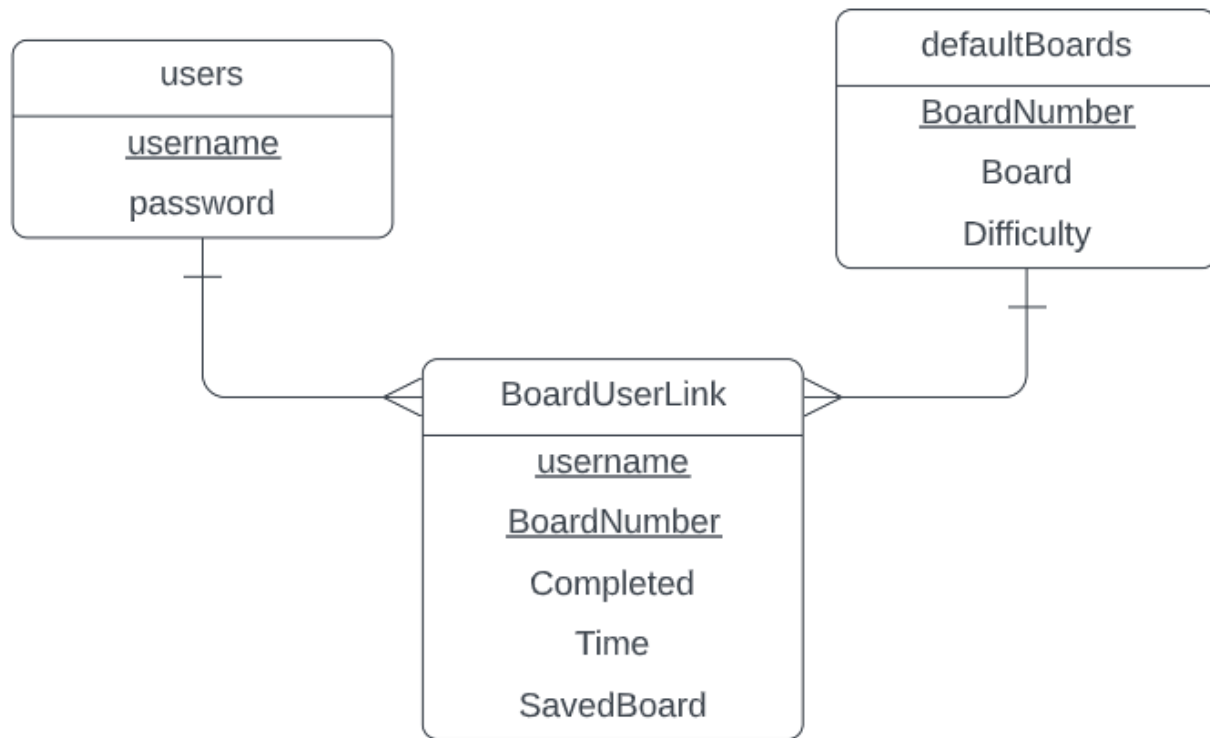 users
username
password
defaultBoards
BoardNumber
Board
Difficulty
BoardUserLink
username
BoardNumber
Completed
Time
SavedBoard